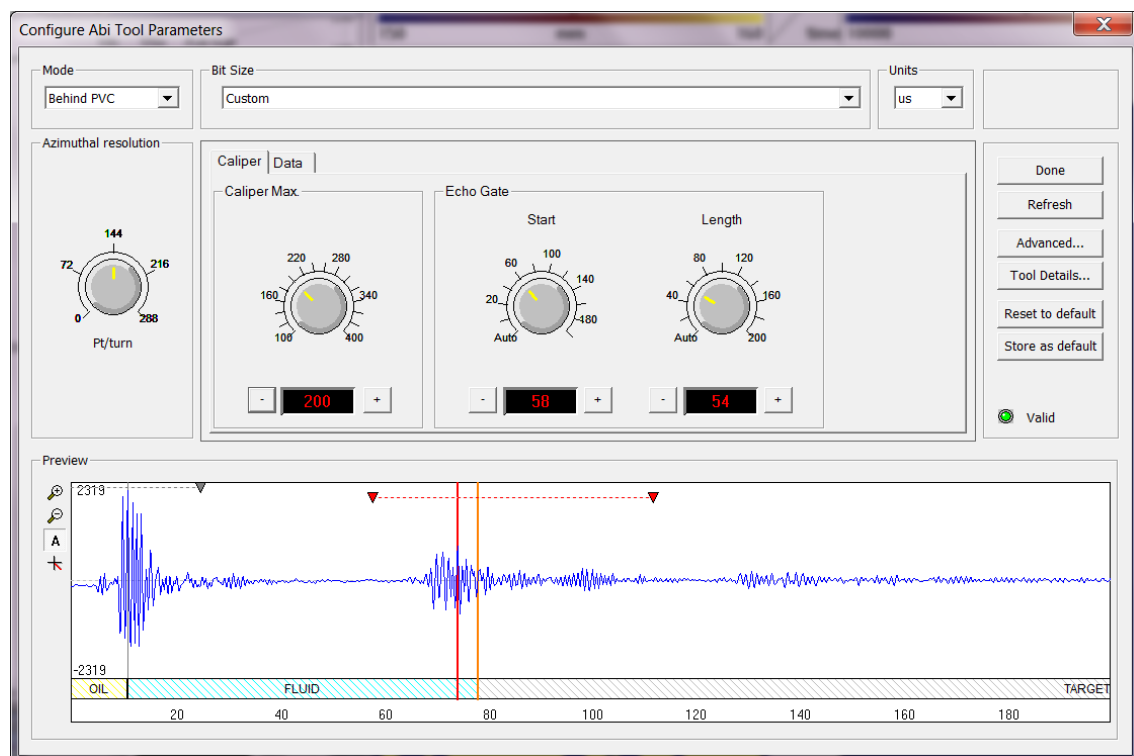 Configure Abi Tool Parameters
Mode
Behind PVC
Bit Size
Custom
Units
us
Azimuthal resolution
0 72 144 216 288
Pt/turn
Caliper Data
Caliper Max.
100 160 220 280 340 400
- 200 +
Echo Gate
Start
Auto 20 60 100 140 180
- 58 +
Length
Auto 40 80 120 160 200
- 54 +
Done
Refresh
Advanced...
Tool Details...
Reset to default
Store as default
Valid
Preview
A
2319
-2319
OIL FLUID TARGET
20 40 60 80 100 120 140 160 180